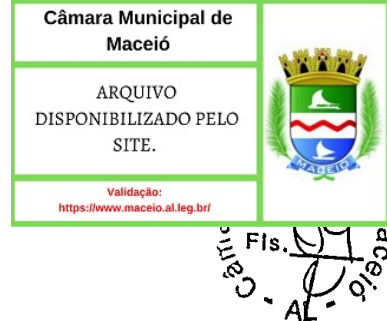 Câmara Municipal de
Maceió
ARQUIVO
DISPONIBILIZADO PELO
SITE.
Validação:
https://www.maceio.al.leg.br/
MACEIÓ
Fls.
AL